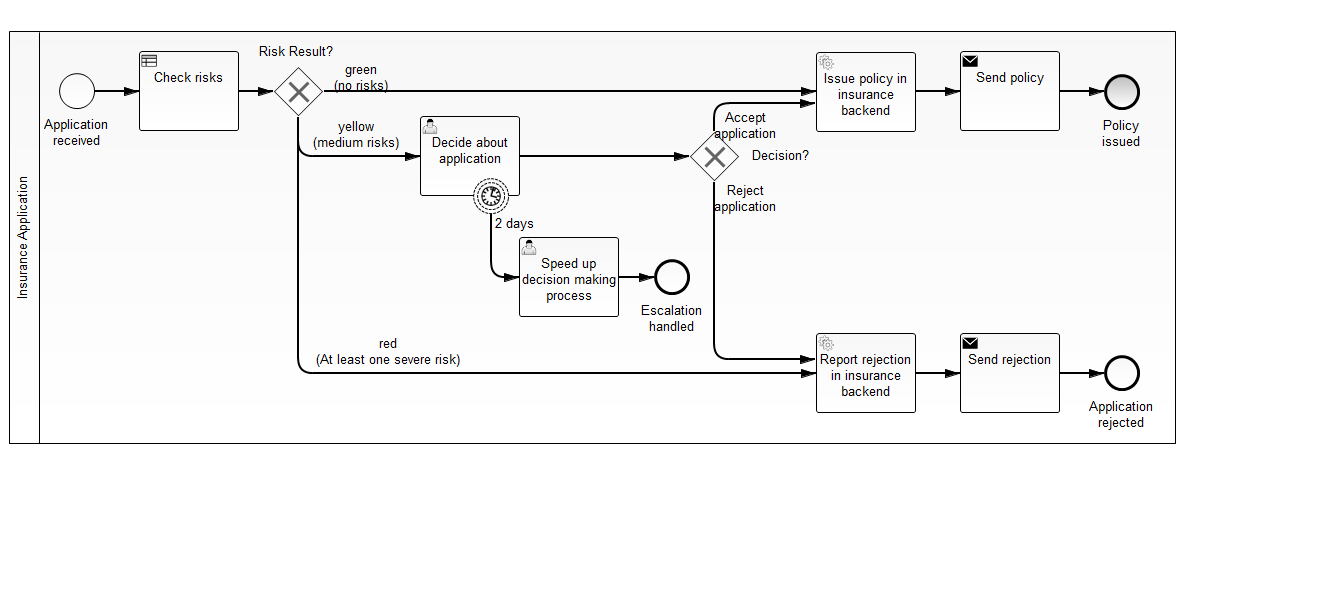 Insurance Application
Application
received
Check risks
Risk Result?
green
(no risks)
yellow
(medium risks)
Decide about
application
2 days
Speed up
decision making
process
Escalation
handled
red
(At least one severe risk)
Accept
application
Decision?
Reject
application
Issue policy in
insurance
backend
Send policy
Policy
issued
Report rejection
in insurance
backend
Send rejection
Application
rejected